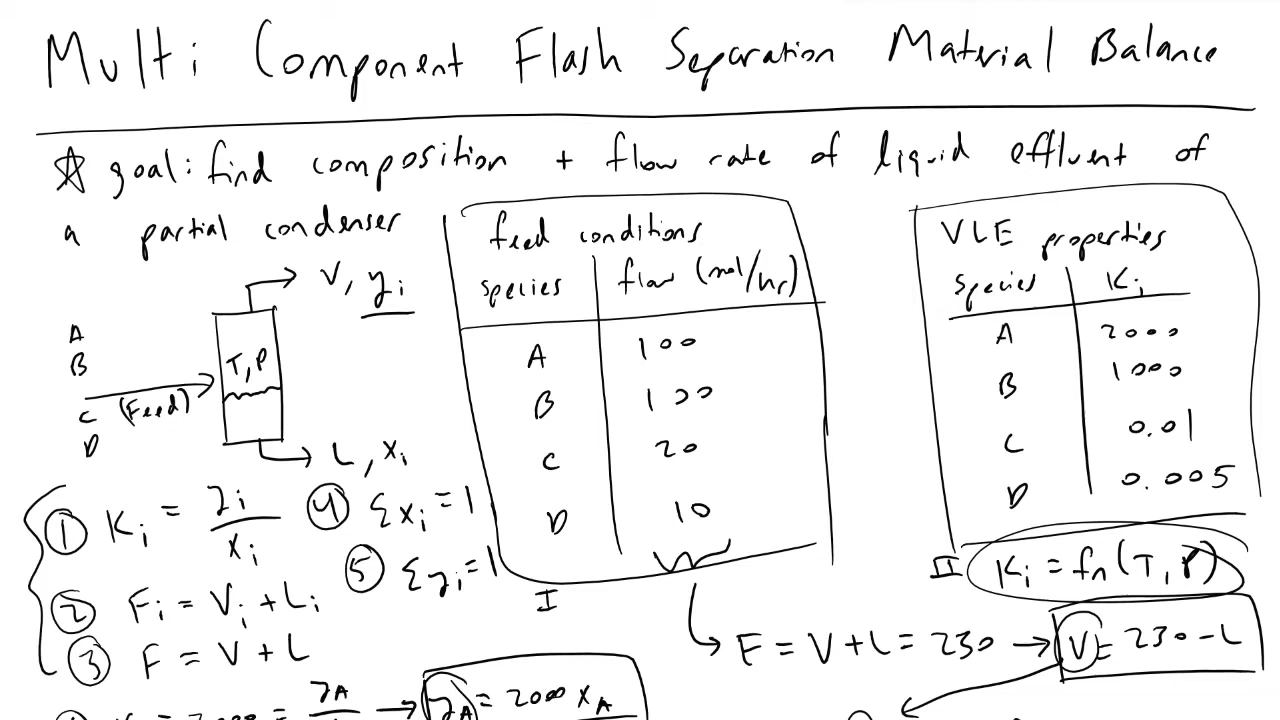 Multi Component Flash Separation Material Balance
☆ goal: find composition + flow rate of liquid effluent of
a partial condenser
V, yᵢ
A
B
C (Feed)
D
T, P
L, xᵢ
feed conditions
species flow (mol/hr)
A 100
B 100
C 20
D 10
I
VLE properties
species Kᵢ
A 2000
B 1000
C 0.01
D 0.005
II Kᵢ = fn(T, P)
① Kᵢ = yᵢ / xᵢ
④ Σxᵢ = 1
⑤ Σyᵢ = 1
② Fᵢ = Vᵢ + Lᵢ
③ F = V + L
F = V + L = 230 → V = 230 - L
→ yA = 2000 xA